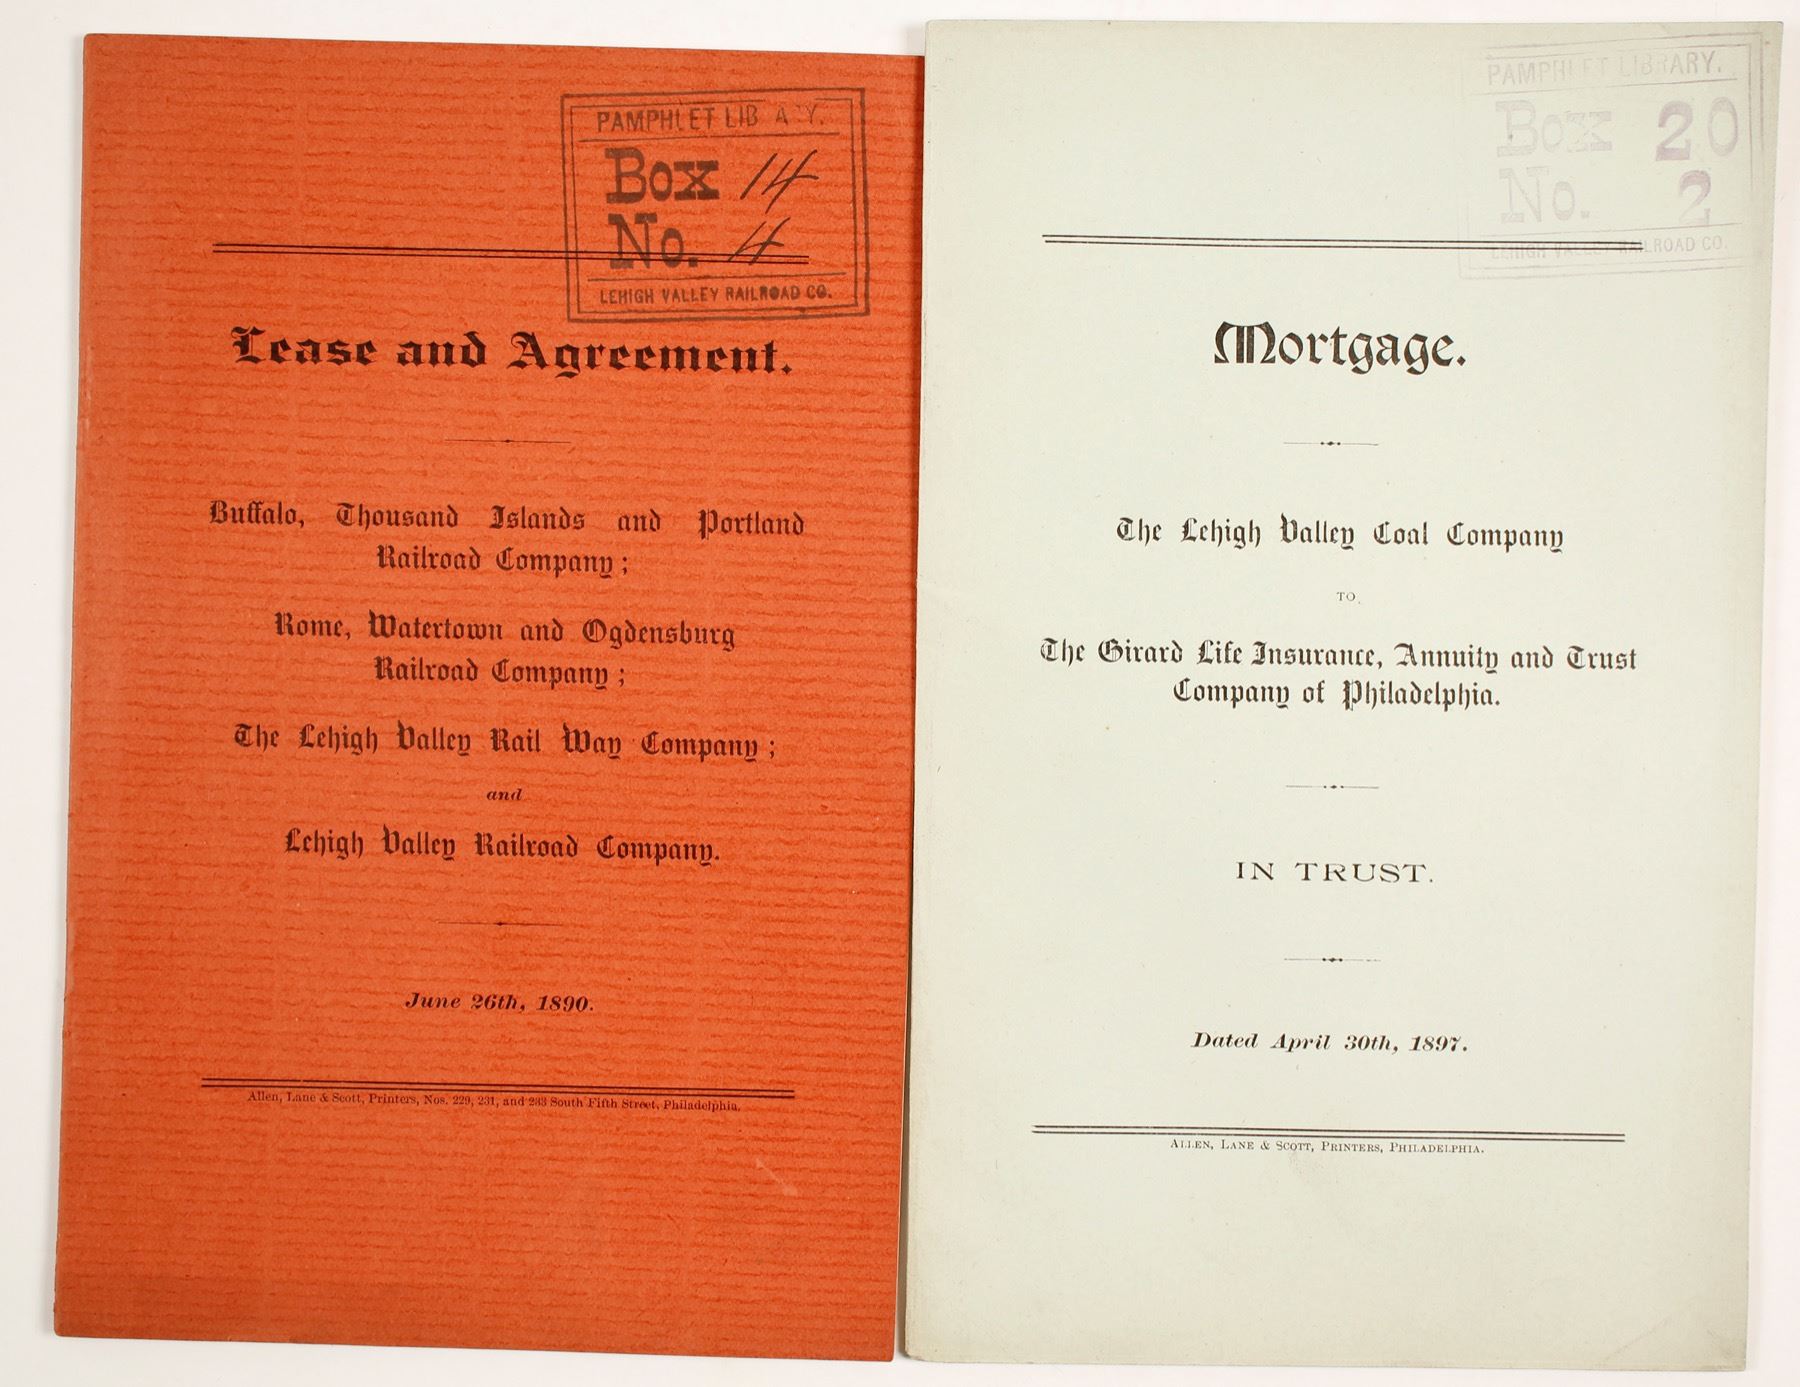 PAMPHLET LIBRARY.
Box 14
No. 4
LEHIGH VALLEY RAILROAD CO.
Lease and Agreement.
Buffalo, Thousand Islands and Portland
Railroad Company;
Rome, Watertown and Ogdensburg
Railroad Company;
The Lehigh Valley Rail Way Company;
and
Lehigh Valley Railroad Company.
June 26th, 1890.
Allen, Lane & Scott, Printers, Nos. 229, 231, and 233 South Fifth Street, Philadelphia.
PAMPHLET LIBRARY.
Box 20
No. 2
LEHIGH VALLEY RAILROAD CO.
Mortgage.
The Lehigh Valley Coal Company
TO
The Girard Life Insurance, Annuity and Trust
Company of Philadelphia.
IN TRUST.
Dated April 30th, 1897.
ALLEN, LANE & SCOTT, PRINTERS, PHILADELPHIA.